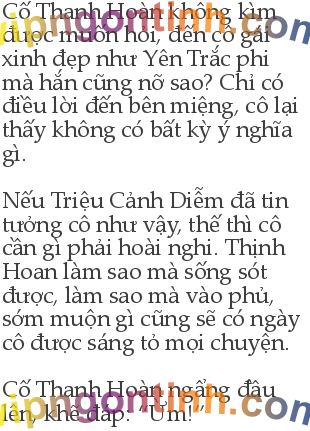 Cố Thanh Hoàn không kìm
được muốn hỏi, đến cô gái
xinh đẹp như Yên Trắc phi
mà hắn cũng nỡ sao? Chỉ có
điều lời đến bên miệng, cô lại
thấy không có bất kỳ ý nghĩa
gì.
Nếu Triệu Cảnh Diễm đã tin
tưởng cô như vậy, thế thì cô
cần gì phải hoài nghi. Thịnh
Hoan làm sao mà sống sót
được, làm sao mà vào phủ,
sớm muộn gì cũng sẽ có ngày
cô được sáng tỏ mọi chuyện.
Cố Thanh Hoàn ngẩng đầu
lên, khẽ đáp: “Ừm!”
vipngontinh.com
vipngontinh.com